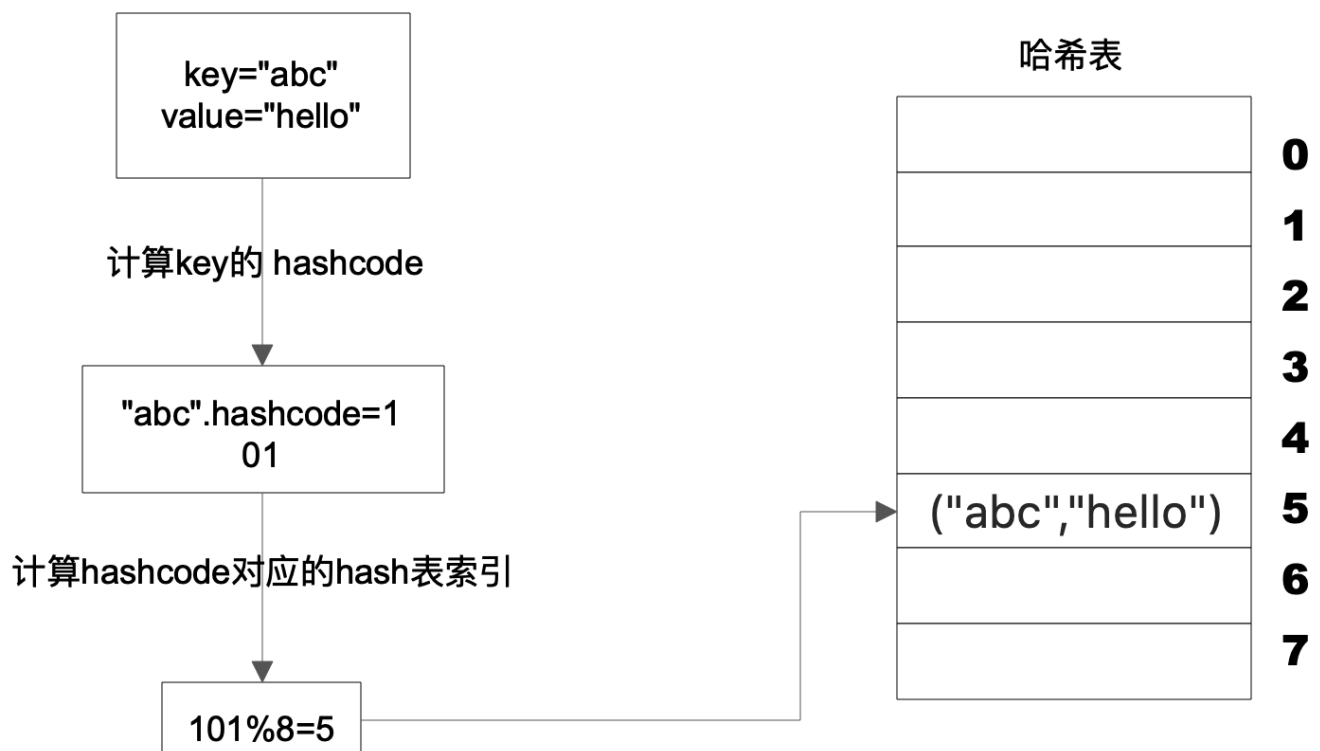 key="abc"
value="hello"
计算key的 hashcode
"abc".hashcode=1
01
计算hashcode对应的hash表索引
101%8=5
哈希表
0
1
2
3
4
("abc","hello") 5
6
7